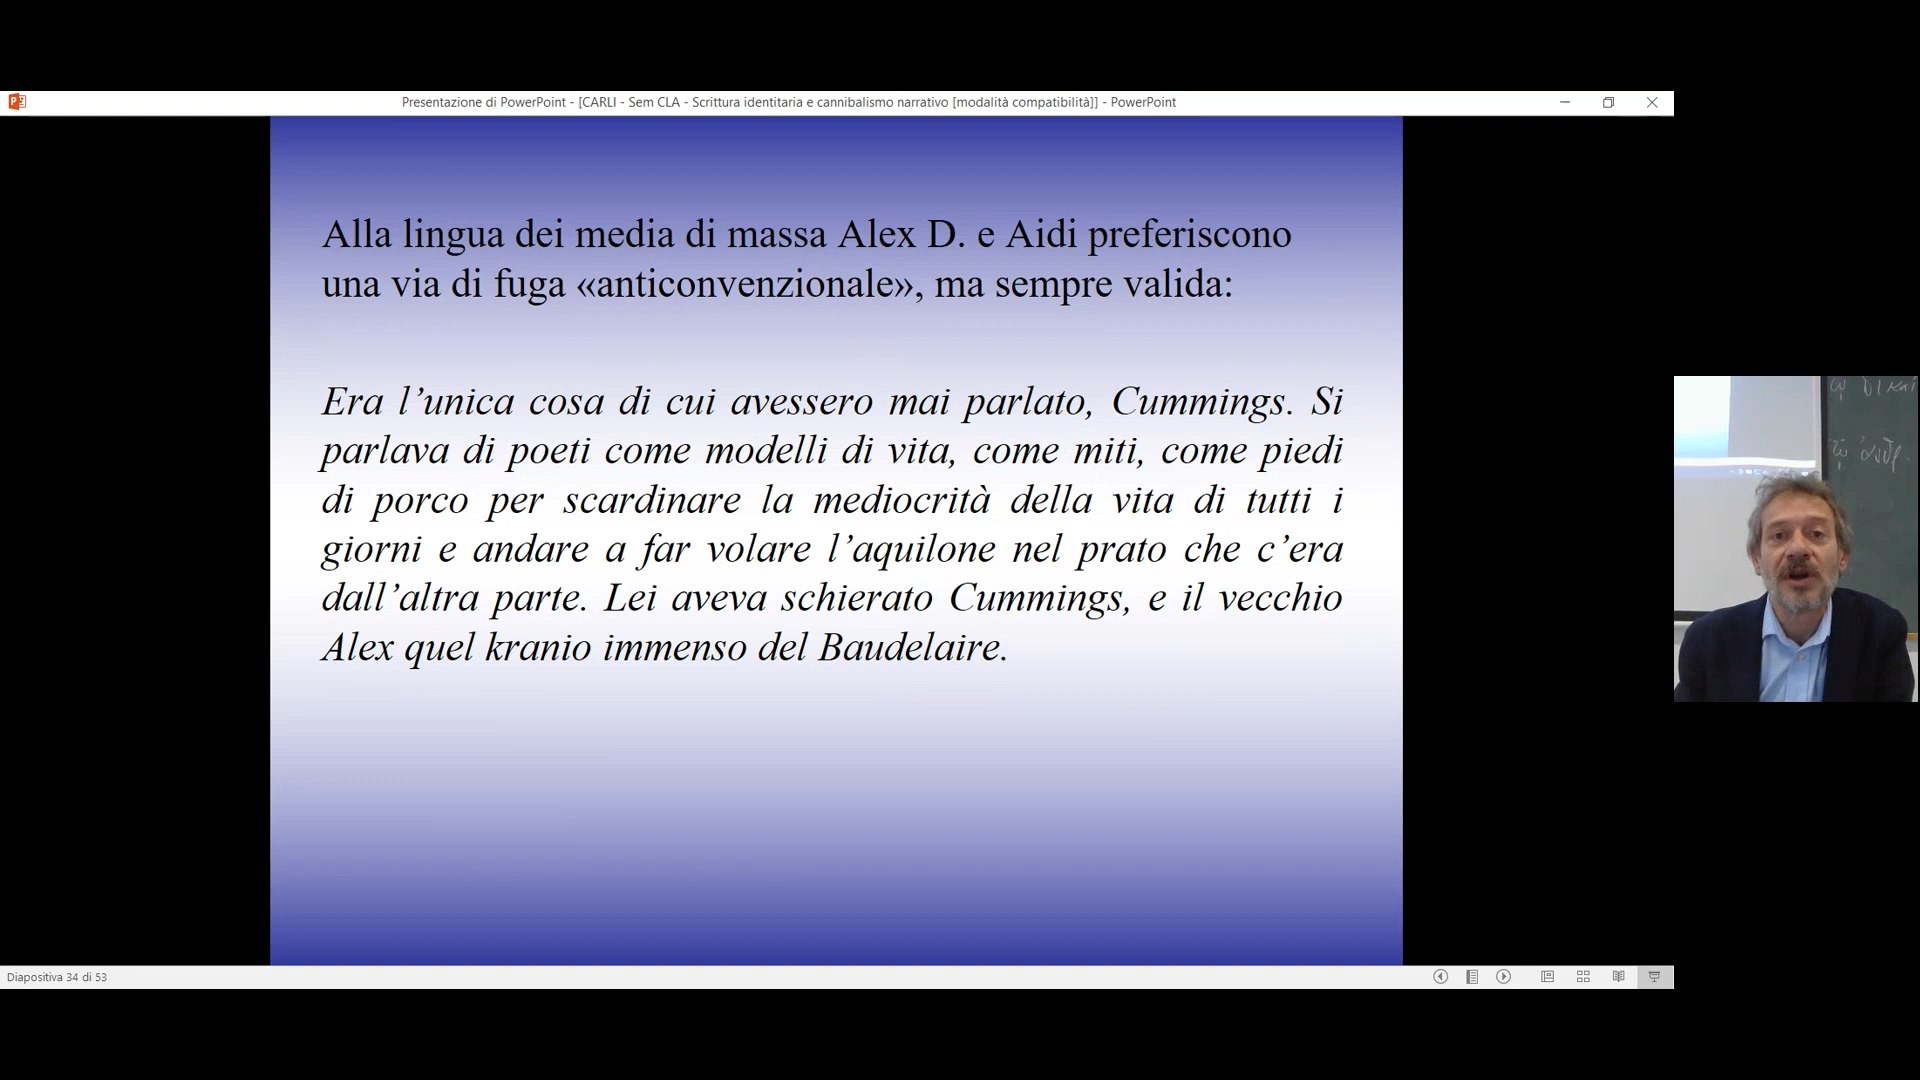 Presentazione di PowerPoint - [CARLI - Sem CLA - Scrittura identitaria e cannibalismo narrativo [modalità compatibilità]] - PowerPoint
Alla lingua dei media di massa Alex D. e Aidi preferiscono
una via di fuga «anticonvenzionale», ma sempre valida:
Era l’unica cosa di cui avessero mai parlato, Cummings. Si
parlava di poeti come modelli di vita, come miti, come piedi
di porco per scardinare la mediocrità della vita di tutti i
giorni e andare a far volare l’aquilone nel prato che c’era
dall’altra parte. Lei aveva schierato Cummings, e il vecchio
Alex quel kranio immenso del Baudelaire.
Diapositiva 34 di 53